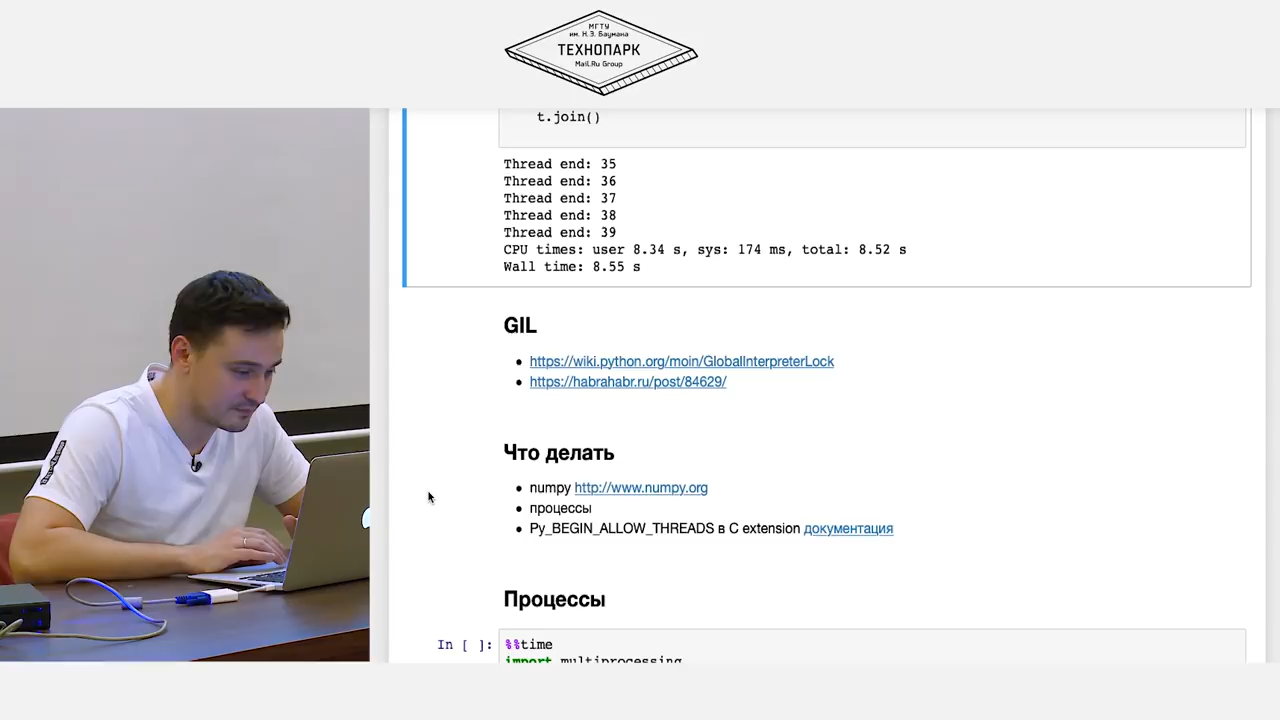 МГТУ
им. Н.Э. Баумана
ТЕХНОПАРК
Mail.Ru Group
t.join()
Thread end: 35
Thread end: 36
Thread end: 37
Thread end: 38
Thread end: 39
CPU times: user 8.34 s, sys: 174 ms, total: 8.52 s
Wall time: 8.55 s
GIL
https://wiki.python.org/moin/GlobalInterpreterLock
https://habrahabr.ru/post/84629/
Что делать
numpy http://www.numpy.org
процессы
Py_BEGIN_ALLOW_THREADS в C extension документация
Процессы
In [ ]: %%time
import multiprocessing